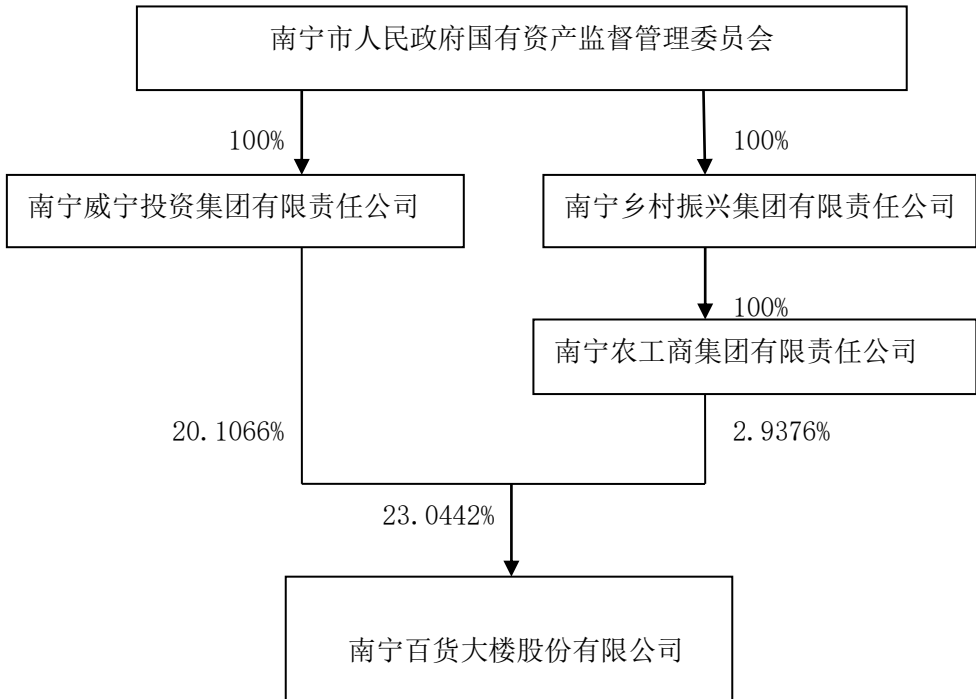 南宁市人民政府国有资产监督管理委员会
100%
100%
南宁威宁投资集团有限责任公司
南宁乡村振兴集团有限责任公司
100%
南宁农工商集团有限责任公司
20.1066%
2.9376%
23.0442%
南宁百货大楼股份有限公司